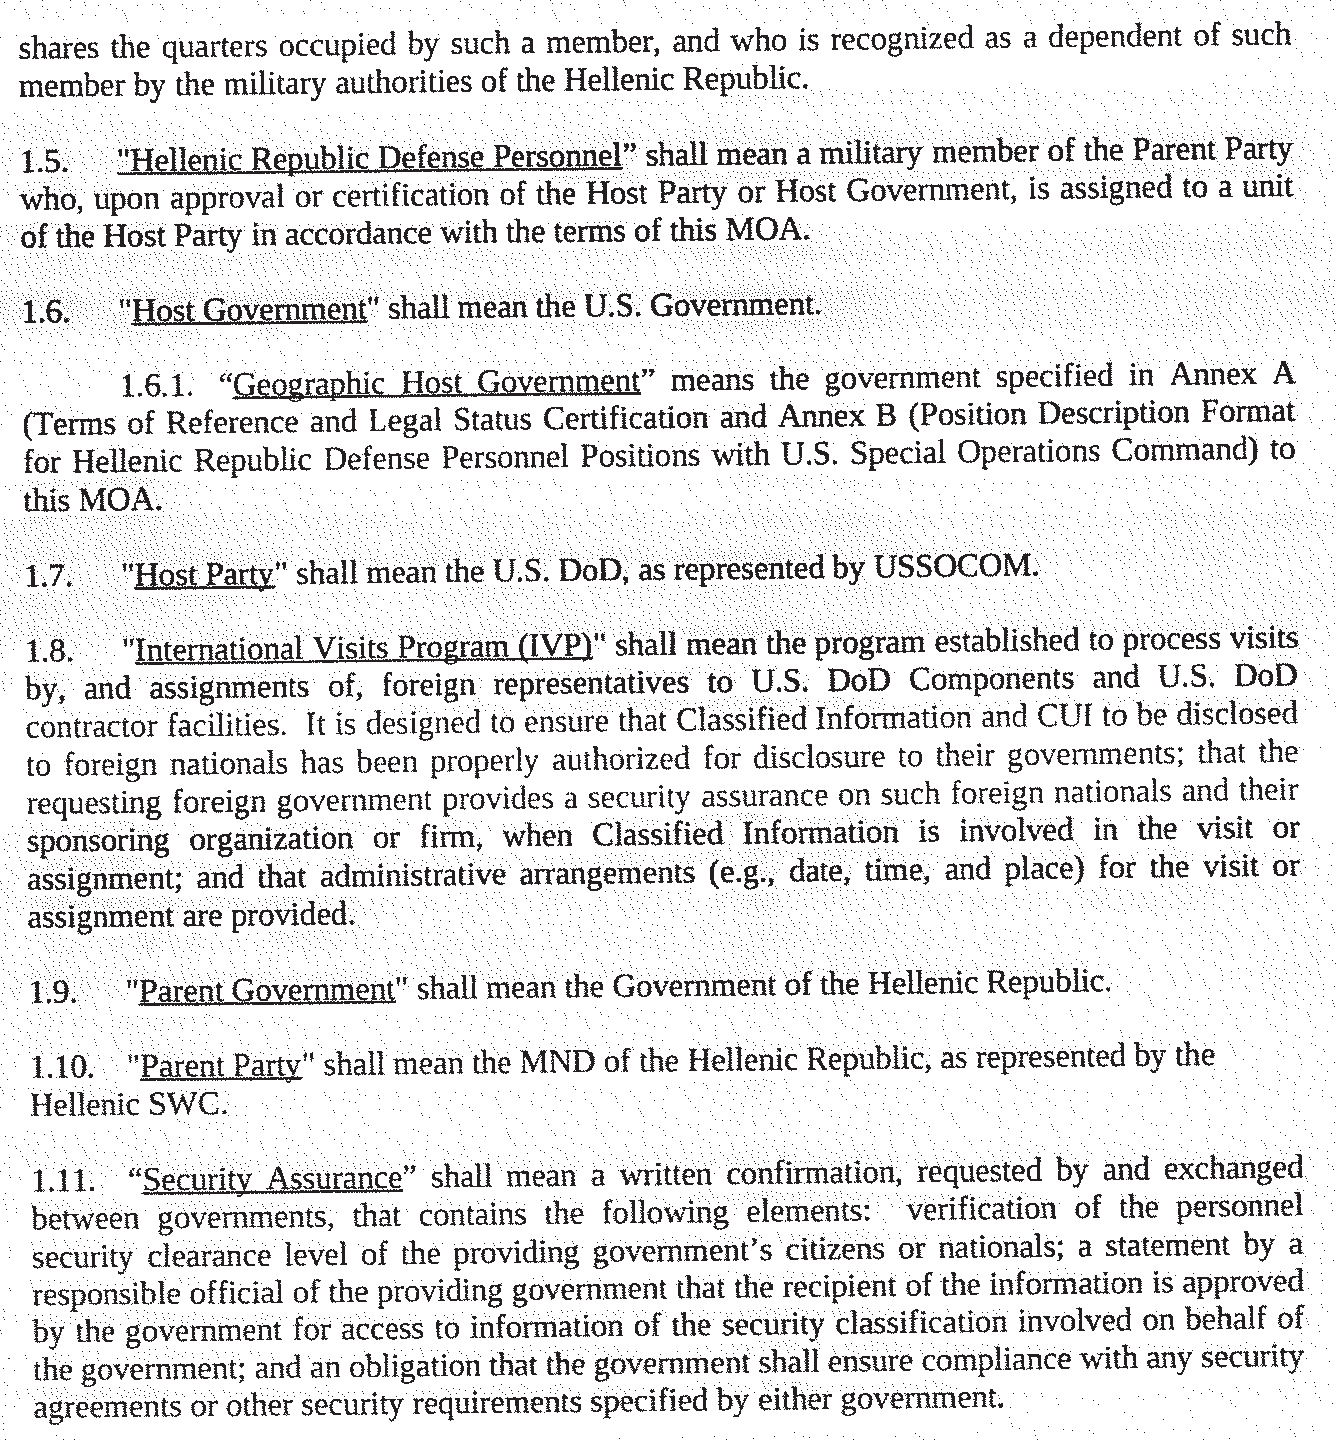 shares the quarters occupied by such a member, and who is recognized as a dependent of such
member by the military authorities of the Hellenic Republic.
1.5. "Hellenic Republic Defense Personnel” shall mean a military member of the Parent Party
who, upon approval or certification of the Host Party or Host Government, is assigned to a unit
of the Host Party in accordance with the terms of this MOA.
1.6. "Host Government" shall mean the U.S. Government.
1.6.1. “Geographic Host Government” means the government specified in Annex A
(Terms of Reference and Legal Status Certification and Annex B (Position Description Format
for Hellenic Republic Defense Personnel Positions with U.S. Special Operations Command) to
this MOA.
1.7. "Host Party" shall mean the U.S. DoD, as represented by USSOCOM.
1.8. "International Visits Program (IVP)" shall mean the program established to process visits
by, and assignments of, foreign representatives to U.S. DoD Components and U.S. DoD
contractor facilities. It is designed to ensure that Classified Information and CUI to be disclosed
to foreign nationals has been properly authorized for disclosure to their governments; that the
requesting foreign government provides a security assurance on such foreign nationals and their
sponsoring organization or firm, when Classified Information is involved in the visit or
assignment; and that administrative arrangements (e.g., date, time, and place) for the visit or
assignment are provided.
1.9. "Parent Government" shall mean the Government of the Hellenic Republic.
1.10. "Parent Party" shall mean the MND of the Hellenic Republic, as represented by the
Hellenic SWC.
1.11. “Security Assurance” shall mean a written confirmation, requested by and exchanged
between governments, that contains the following elements: verification of the personnel
security clearance level of the providing government’s citizens or nationals; a statement by a
responsible official of the providing government that the recipient of the information is approved
by the government for access to information of the security classification involved on behalf of
the government; and an obligation that the government shall ensure compliance with any security
agreements or other security requirements specified by either government.